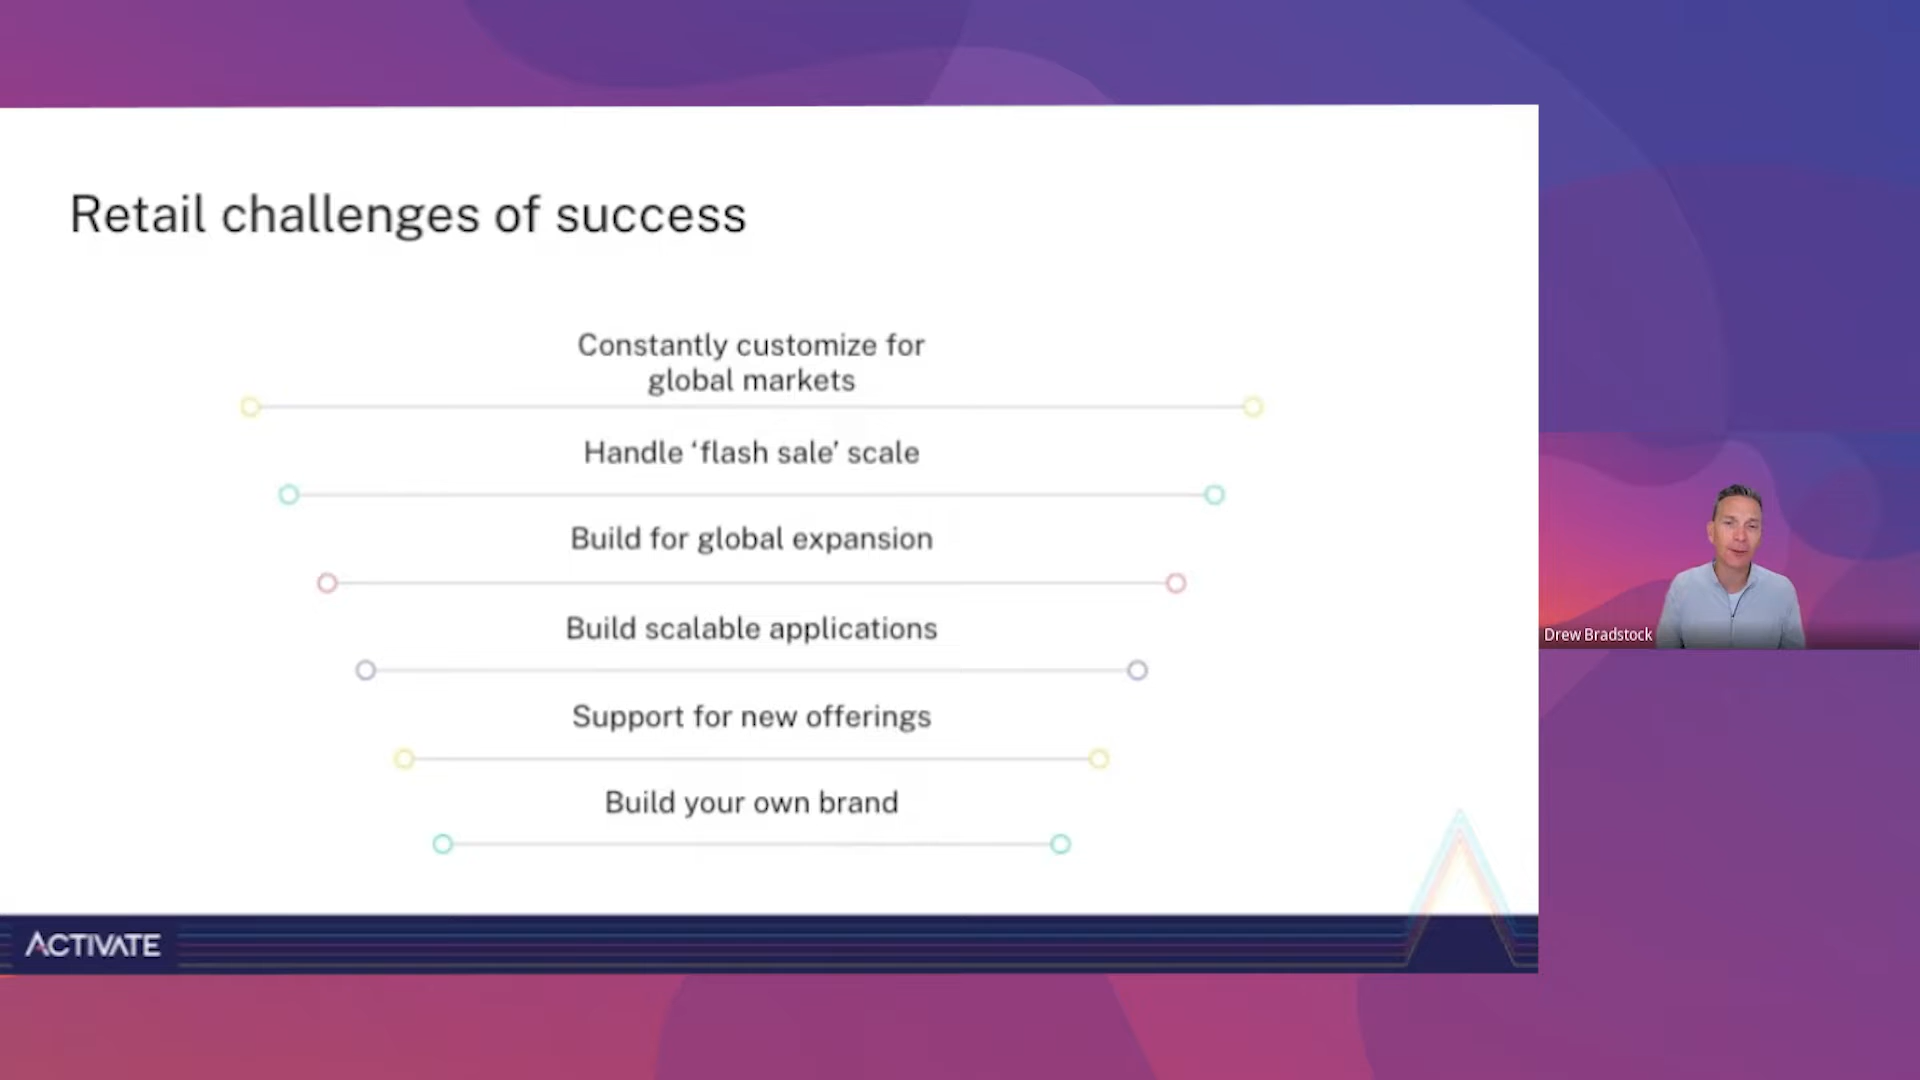 Retail challenges of success
Constantly customize for
global markets
Handle ‘flash sale’ scale
Build for global expansion
Build scalable applications
Support for new offerings
Build your own brand
Drew Bradstock
ACTIVATE